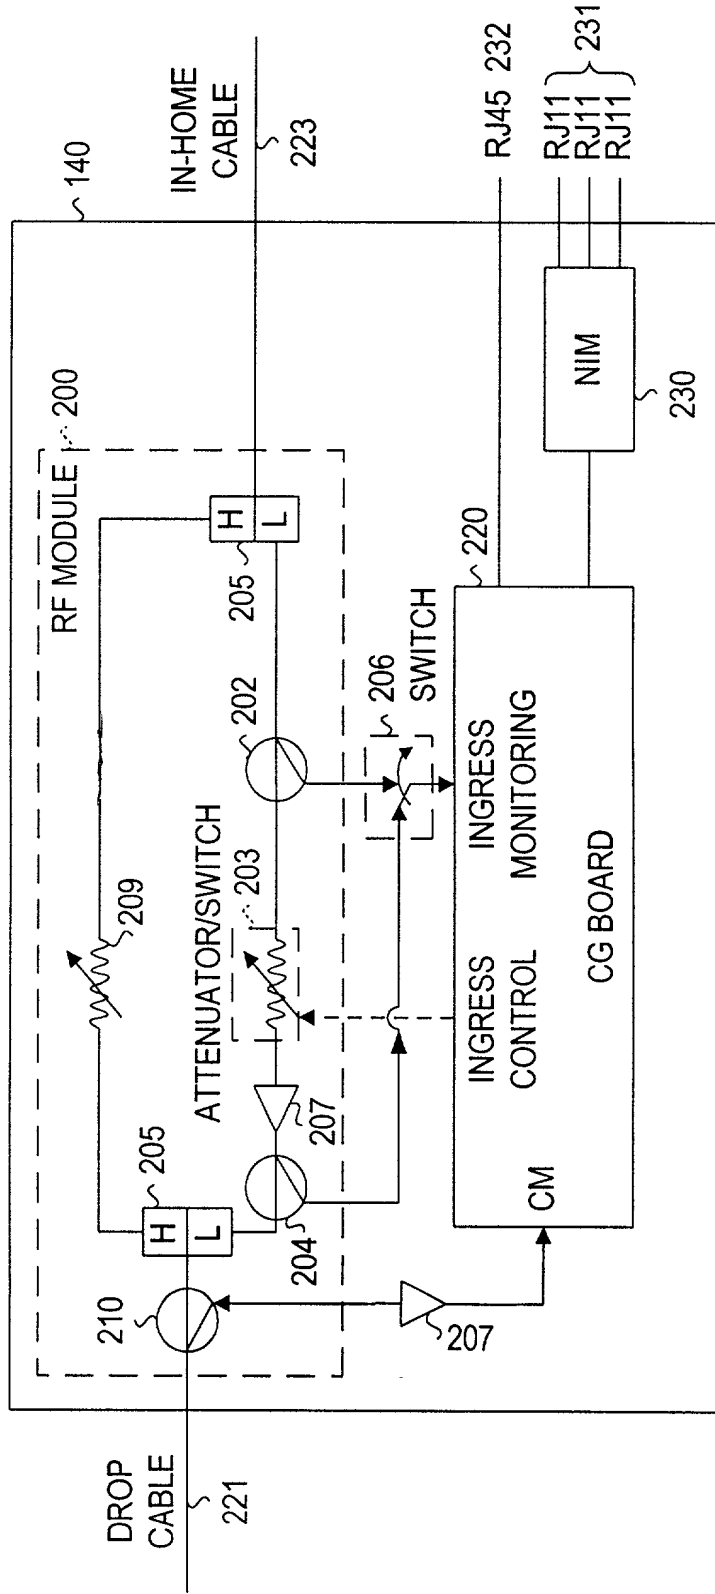 140
RF MODULE
200
209
H
L
205
H
L
205
210
ATTENUATOR/SWITCH
203
202
207
204
206
SWITCH
207
INGRESS
CONTROL
INGRESS
MONITORING
CM
CG BOARD
220
NIM
230
DROP
CABLE
221
IN-HOME
CABLE
223
RJ45 232
RJ11
RJ11
RJ11
231